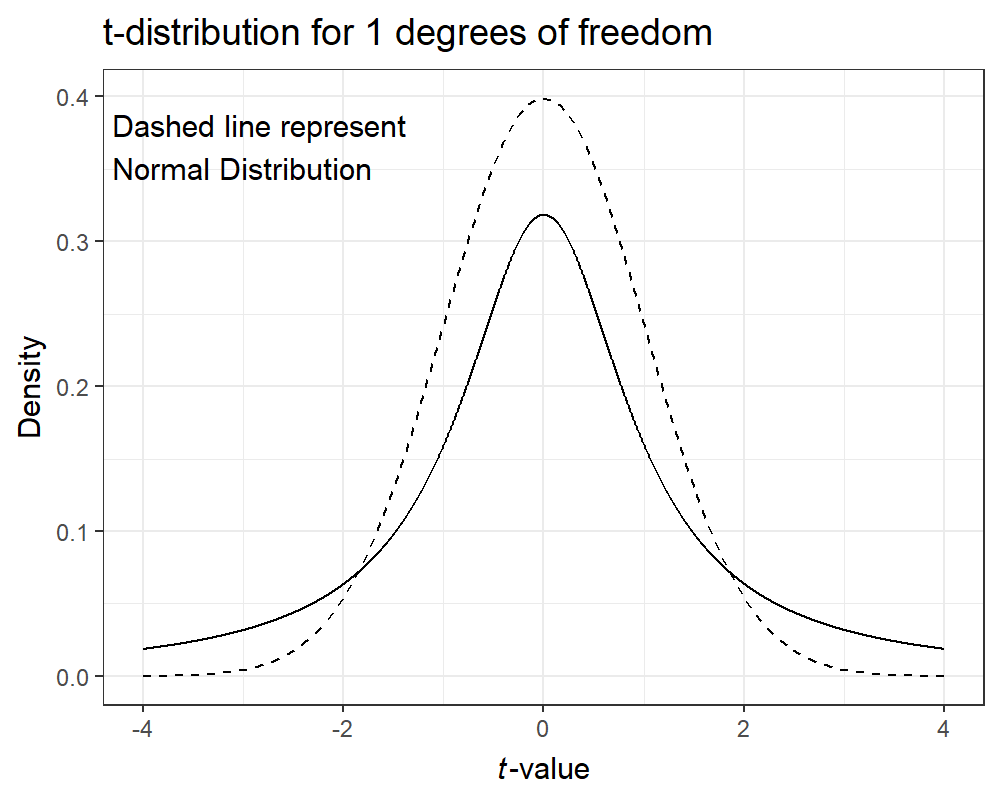 t-distribution for 1 degrees of freedom
Dashed line represent
Normal Distribution
0.4
0.3
0.2
0.1
0.0
Density
-4 -2 0 2 4
t-value